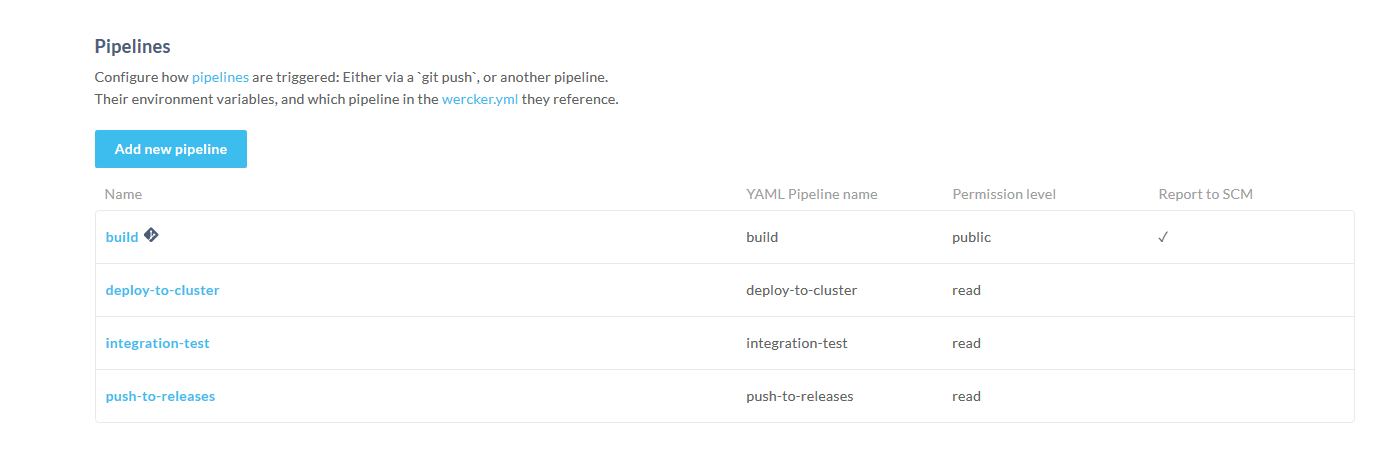 Pipelines
Configure how pipelines are triggered: Either via a `git push`, or another pipeline.
Their environment variables, and which pipeline in the wercker.yml they reference.
Add new pipeline
Name YAML Pipeline name Permission level Report to SCM
build build public ✓
deploy-to-cluster deploy-to-cluster read
integration-test integration-test read
push-to-releases push-to-releases read